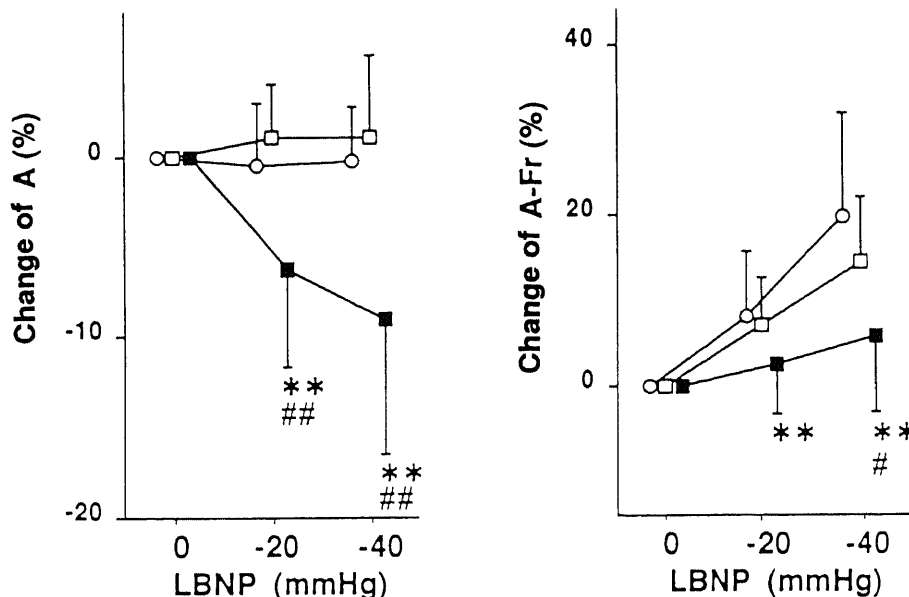 Change of A (%)
0
-10
-20
**
##
**
##
0 -20 -40
LBNP (mmHg)
Change of A-Fr (%)
40
20
0
**
**
#
0 -20 -40
LBNP (mmHg)